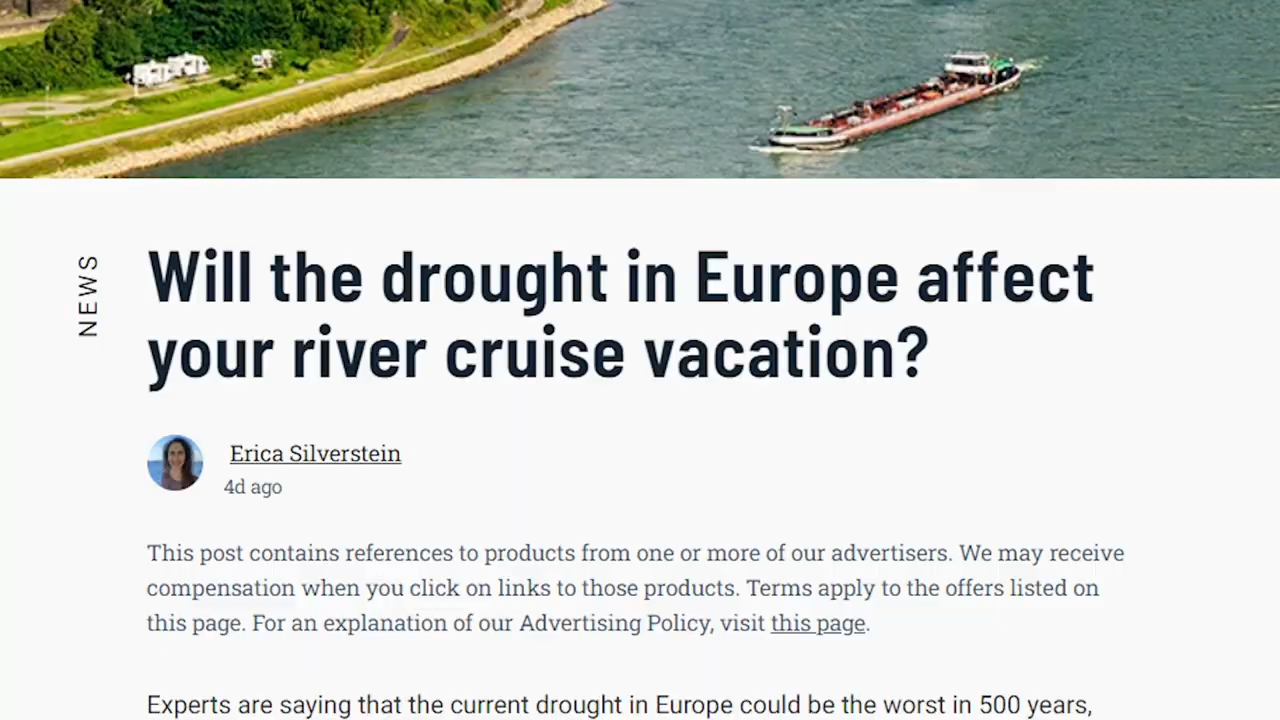 NEWS
Will the drought in Europe affect
your river cruise vacation?
Erica Silverstein
4d ago
This post contains references to products from one or more of our advertisers. We may receive
compensation when you click on links to those products. Terms apply to the offers listed on
this page. For an explanation of our Advertising Policy, visit this page.
Experts are saying that the current drought in Europe could be the worst in 500 years,